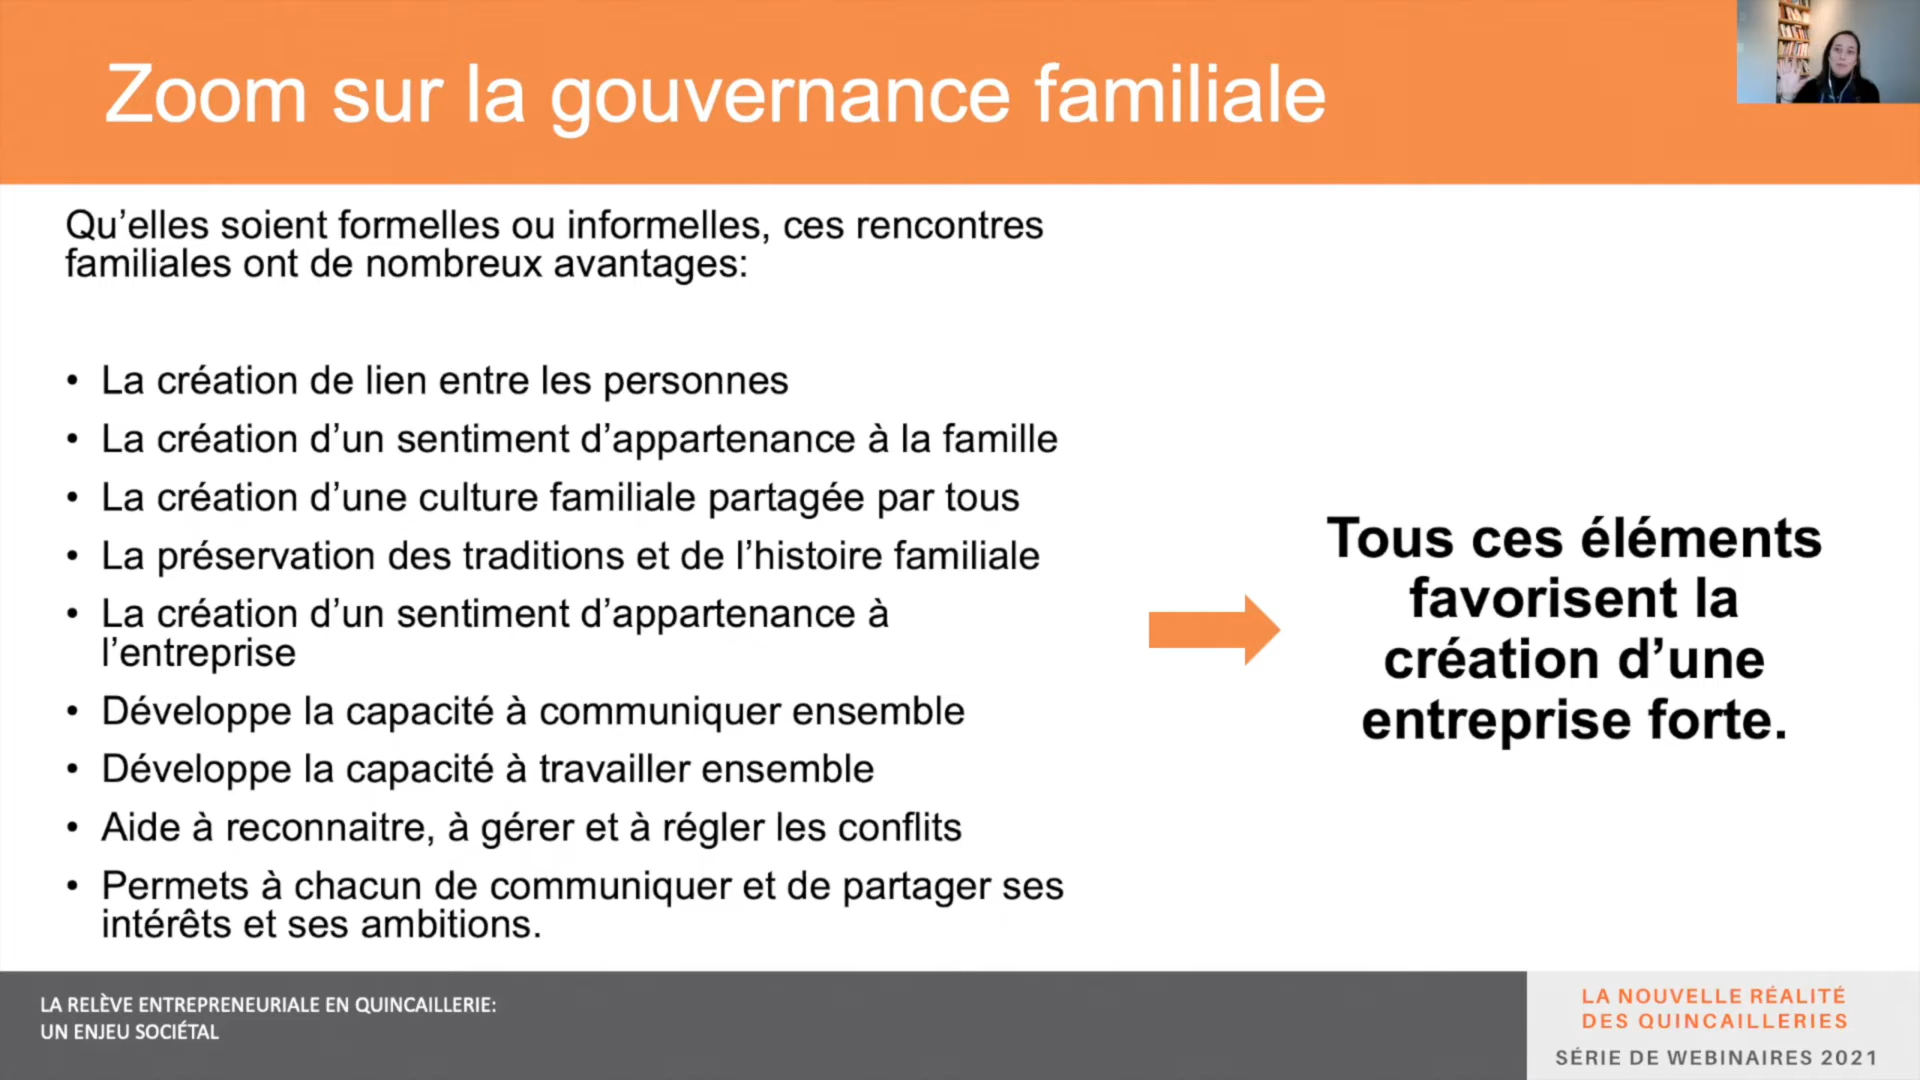 Zoom sur la gouvernance familiale
Qu’elles soient formelles ou informelles, ces rencontres
familiales ont de nombreux avantages:
• La création de lien entre les personnes
• La création d’un sentiment d’appartenance à la famille
• La création d’une culture familiale partagée par tous
• La préservation des traditions et de l’histoire familiale
• La création d’un sentiment d’appartenance à
l’entreprise
• Développe la capacité à communiquer ensemble
• Développe la capacité à travailler ensemble
• Aide à reconnaitre, à gérer et à régler les conflits
• Permets à chacun de communiquer et de partager ses
intérêts et ses ambitions.
Tous ces éléments
favorisent la
création d’une
entreprise forte.
LA RELÈVE ENTREPRENEURIALE EN QUINCAILLERIE:
UN ENJEU SOCIÉTAL
LA NOUVELLE RÉALITÉ
DES QUINCAILLERIES
SÉRIE DE WEBINAIRES 2021